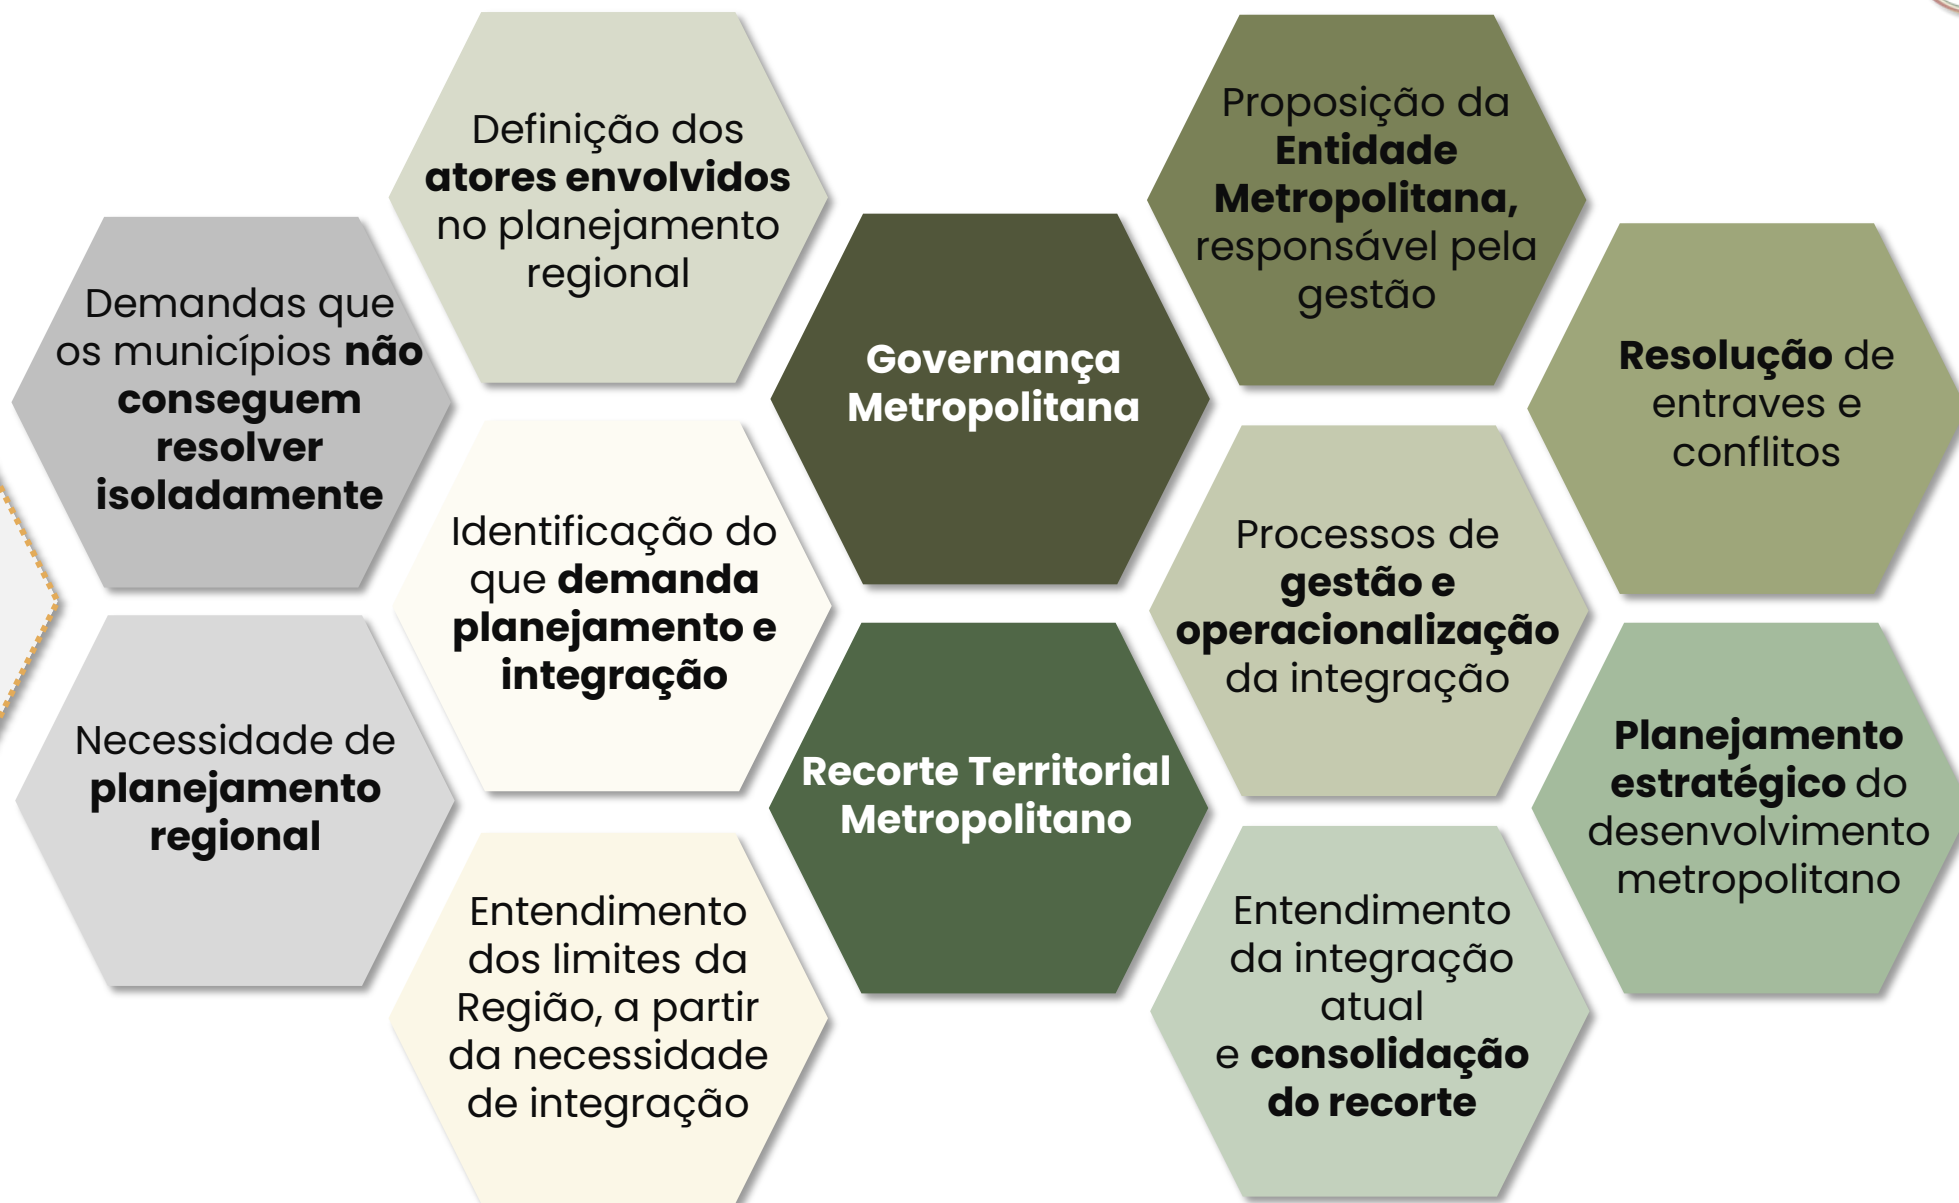 Demandas que
os municípios não
conseguem
resolver
isoladamente
Necessidade de
planejamento
regional
Definição dos
atores envolvidos
no planejamento
regional
Identificação do
que demanda
planejamento e
integração
Entendimento
dos limites da
Região, a partir
da necessidade
de integração
Governança
Metropolitana
Recorte Territorial
Metropolitano
Proposição da
Entidade
Metropolitana,
responsável pela
gestão
Processos de
gestão e
operacionalização
da integração
Entendimento
da integração
atual
e consolidação
do recorte
Resolução de
entraves e
conflitos
Planejamento
estratégico do
desenvolvimento
metropolitano